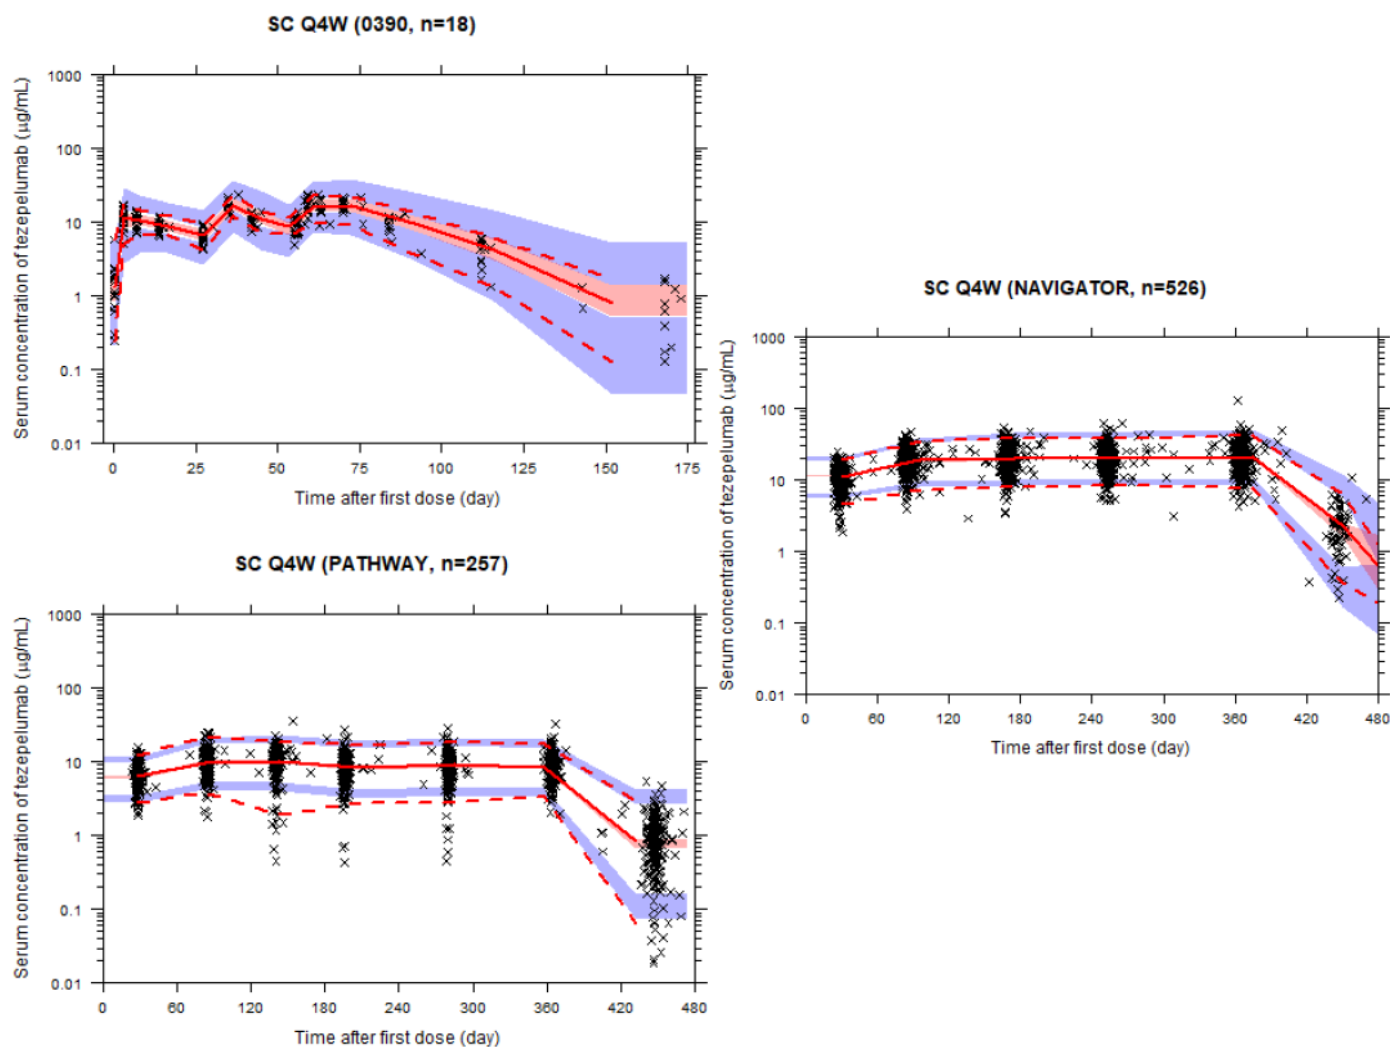 SC Q4W (0390, n=18)
Serum concentration of tezepelumab (µg/mL)
1000
100
10
1
0.1
0.01
0 25 50 75 100 125 150 175
Time after first dose (day)
SC Q4W (NAVIGATOR, n=526)
Serum concentration of tezepelumab (µg/mL)
1000
100
10
1
0.1
0.01
0 60 120 180 240 300 360 420 480
Time after first dose (day)
SC Q4W (PATHWAY, n=257)
Serum concentration of tezepelumab (µg/mL)
1000
100
10
1
0.1
0.01
0 60 120 180 240 300 360 420 480
Time after first dose (day)